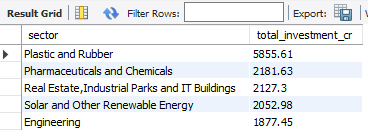 Result Grid Filter Rows: Export:
sector total_investment_cr
Plastic and Rubber 5855.61
Pharmaceuticals and Chemicals 2181.63
Real Estate,Industrial Parks and IT Buildings 2127.3
Solar and Other Renewable Energy 2052.98
Engineering 1877.45